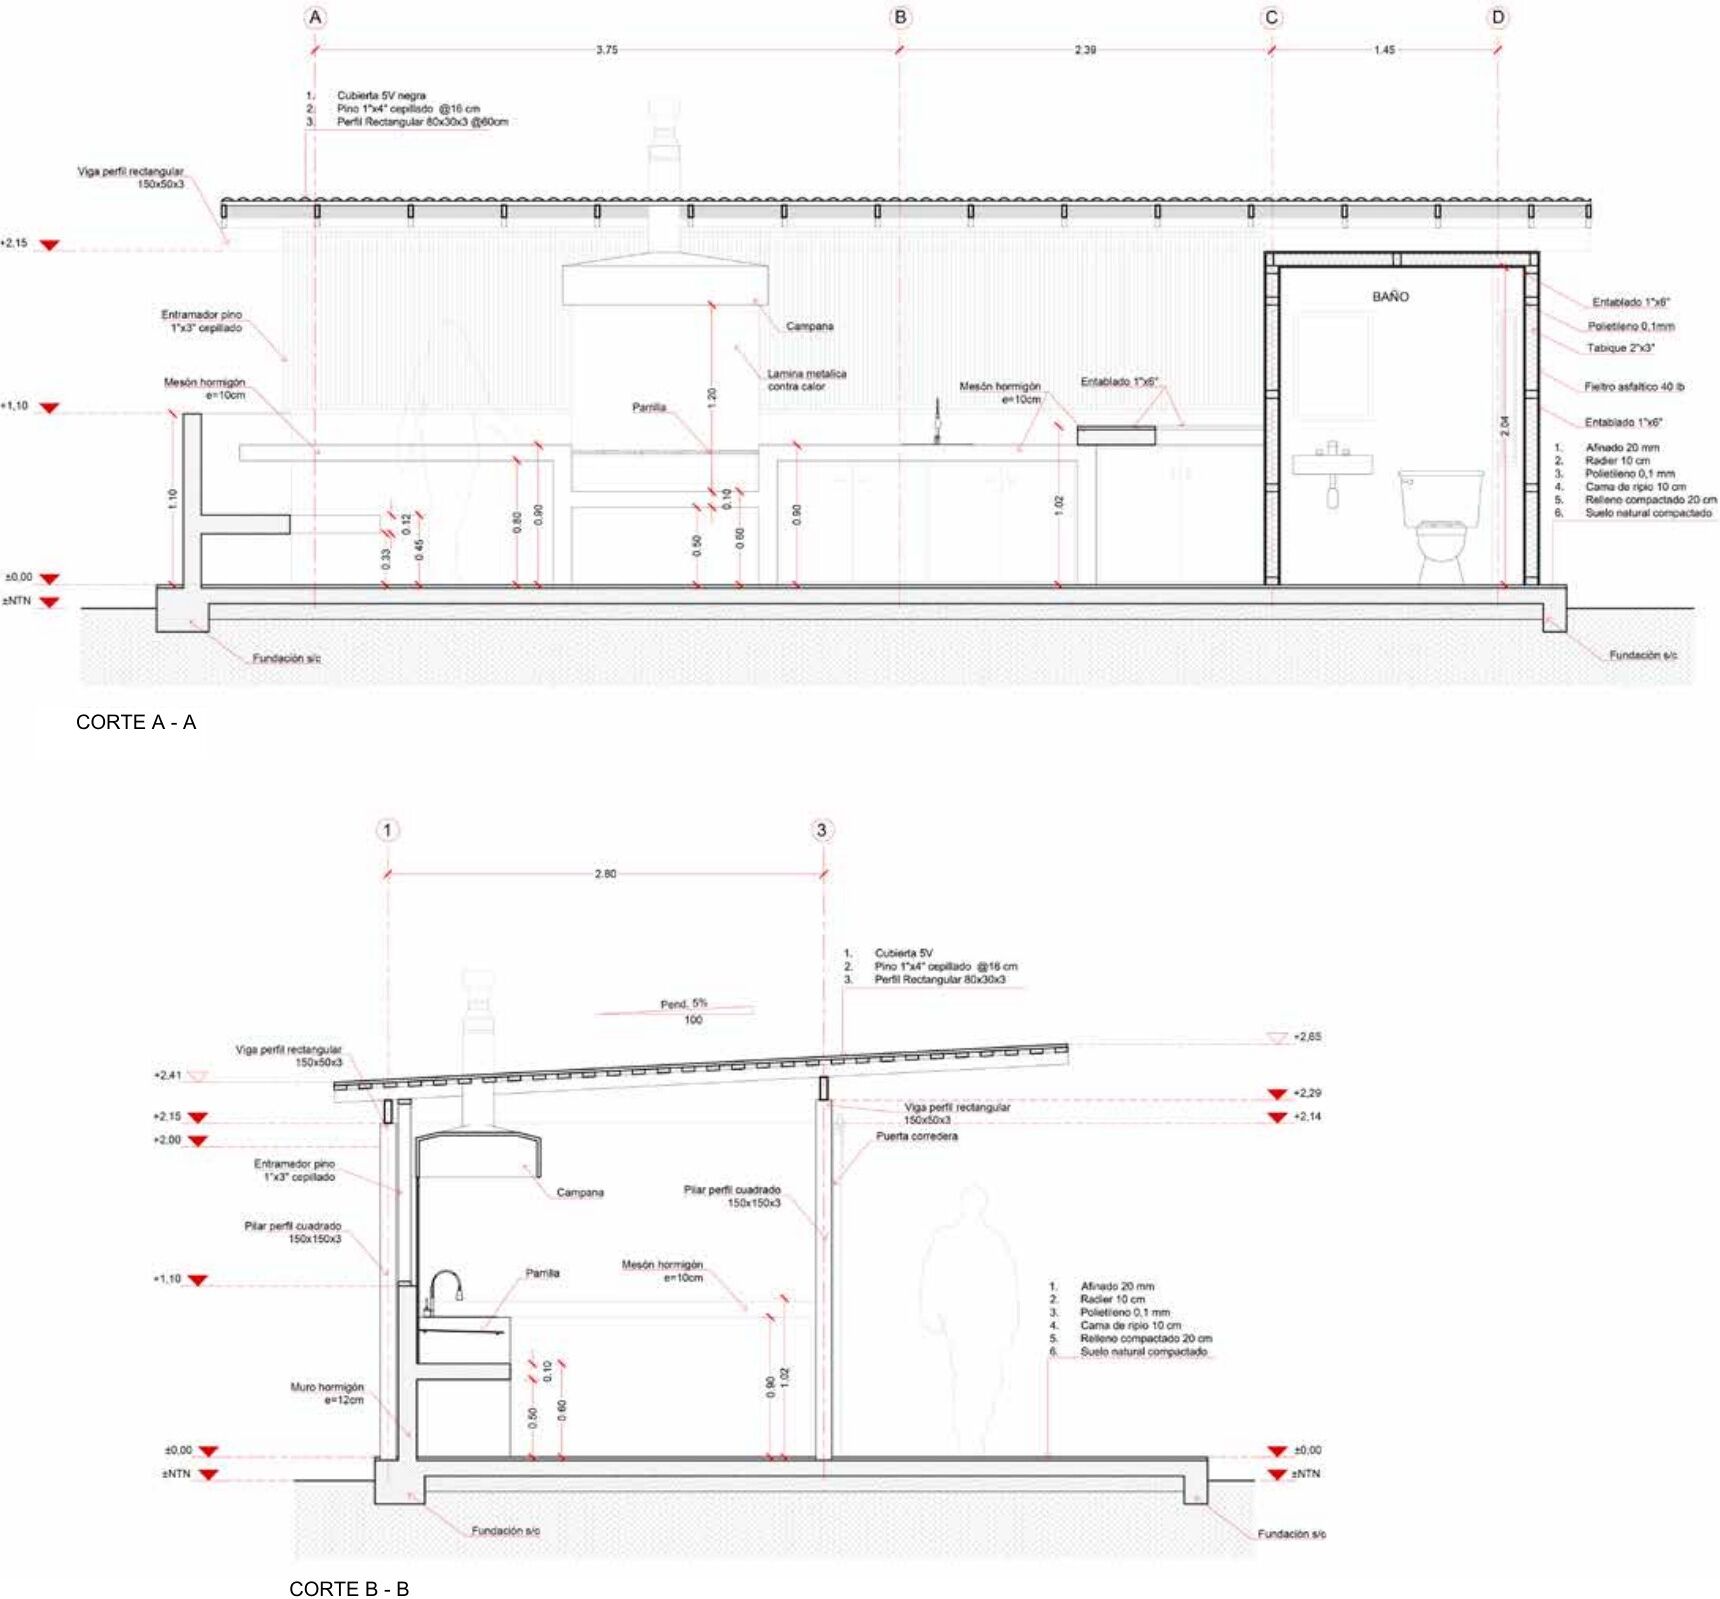 A
B
C
D
3.75
2.39
1.45
1. Cubierta 5V negra
2. Pino 1"x4" cepillado @16 cm
3. Perfil Rectangular 80x30x3 @60cm
Viga perfil rectangular
150x50x3
+2,15
BAÑO
Entablado 1"x6"
Entramador pino
1"x3" cepillado
Campana
Polietileno 0,1mm
Tabique 2"x3"
Lamina metalica
contra calor
Mesón hormigón
e=10cm
Mesón hormigón
e=10cm
Entablado 1"x6"
Fieltro asfaltico 40 lb
1.20
Parrilla
+1,10
Entablado 1"x6"
2.04
1. Afinado 20 mm
2. Radier 10 cm
3. Polietileno 0,1 mm
4. Cama de ripio 10 cm
5. Relleno compactado 20 cm
6. Suelo natural compactado
1.10
0.12
0.33
0.45
0.80
0.90
0.10
0.50
0.60
0.90
1.02
±0,00
±NTN
Fundación s/c
Fundación s/c
CORTE A - A
1
3
2.80
1. Cubierta 5V
2. Pino 1"x4" cepillado @16 cm
3. Perfil Rectangular 80x30x3
Pend. 5%
100
Viga perfil rectangular
150x50x3
+2,65
+2,41
+2,29
Viga perfil rectangular
150x50x3
+2,15
+2,14
+2,00
Puerta corredera
Entramador pino
1"x3" cepillado
Campana
Pilar perfil cuadrado
150x150x3
Pilar perfil cuadrado
150x150x3
Mesón hormigón
e=10cm
Parrilla
+1,10
1. Afinado 20 mm
2. Radier 10 cm
3. Polietileno 0,1 mm
4. Cama de ripio 10 cm
5. Relleno compactado 20 cm
6. Suelo natural compactado
0.10
0.50
0.60
0.90
1.02
Muro hormigón
e=12cm
±0,00
±0,00
±NTN
±NTN
Fundación s/c
Fundación s/c
CORTE B - B